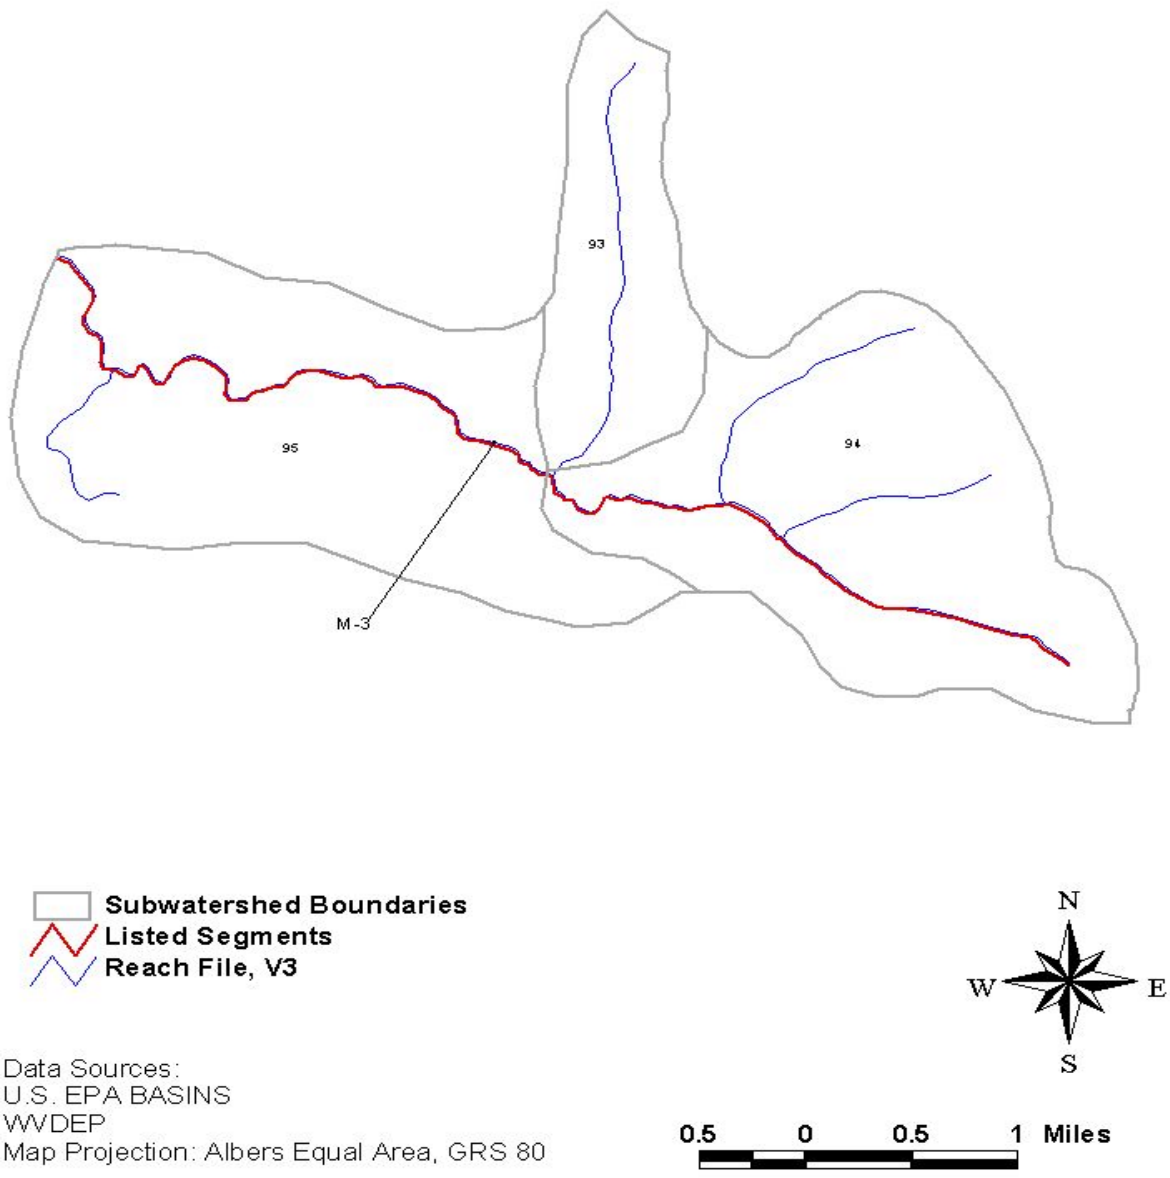 93
94
95
M-3
Subwatershed Boundaries
Listed Segments
Reach File, V3
N
W E
S
Data Sources:
U.S. EPA BASINS
WVDEP
Map Projection: Albers Equal Area, GRS 80
0.5 0 0.5 1 Miles